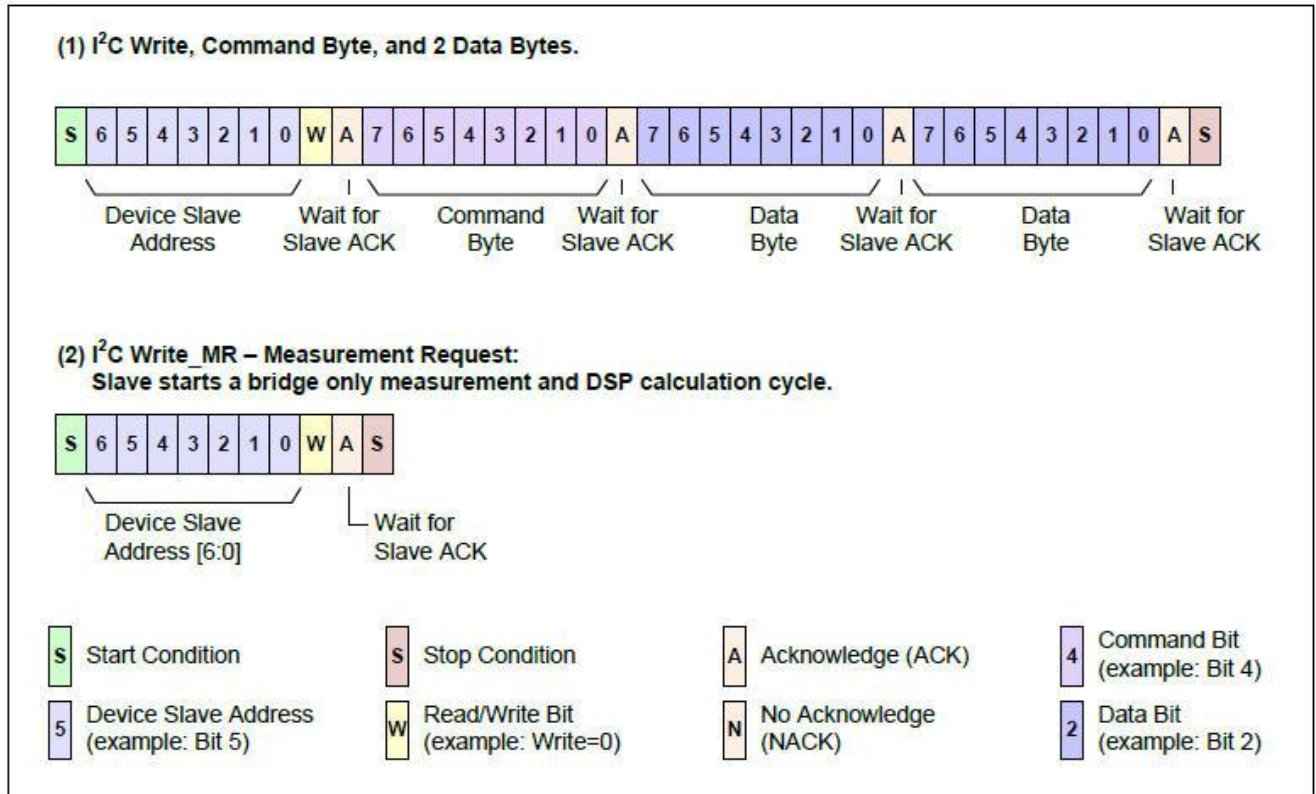 (1) I²C Write, Command Byte, and 2 Data Bytes.
S 6 5 4 3 2 1 0 W A 7 6 5 4 3 2 1 0 A 7 6 5 4 3 2 1 0 A 7 6 5 4 3 2 1 0 A S
Device Slave Wait for Command Wait for Data Wait for Data Wait for
Address Slave ACK Byte Slave ACK Byte Slave ACK Byte Slave ACK
(2) I²C Write_MR – Measurement Request:
Slave starts a bridge only measurement and DSP calculation cycle.
S 6 5 4 3 2 1 0 W A S
Device Slave Wait for
Address [6:0] Slave ACK
S Start Condition
S Stop Condition
A Acknowledge (ACK)
4 Command Bit
(example: Bit 4)
5 Device Slave Address
(example: Bit 5)
W Read/Write Bit
(example: Write=0)
N No Acknowledge
(NACK)
2 Data Bit
(example: Bit 2)